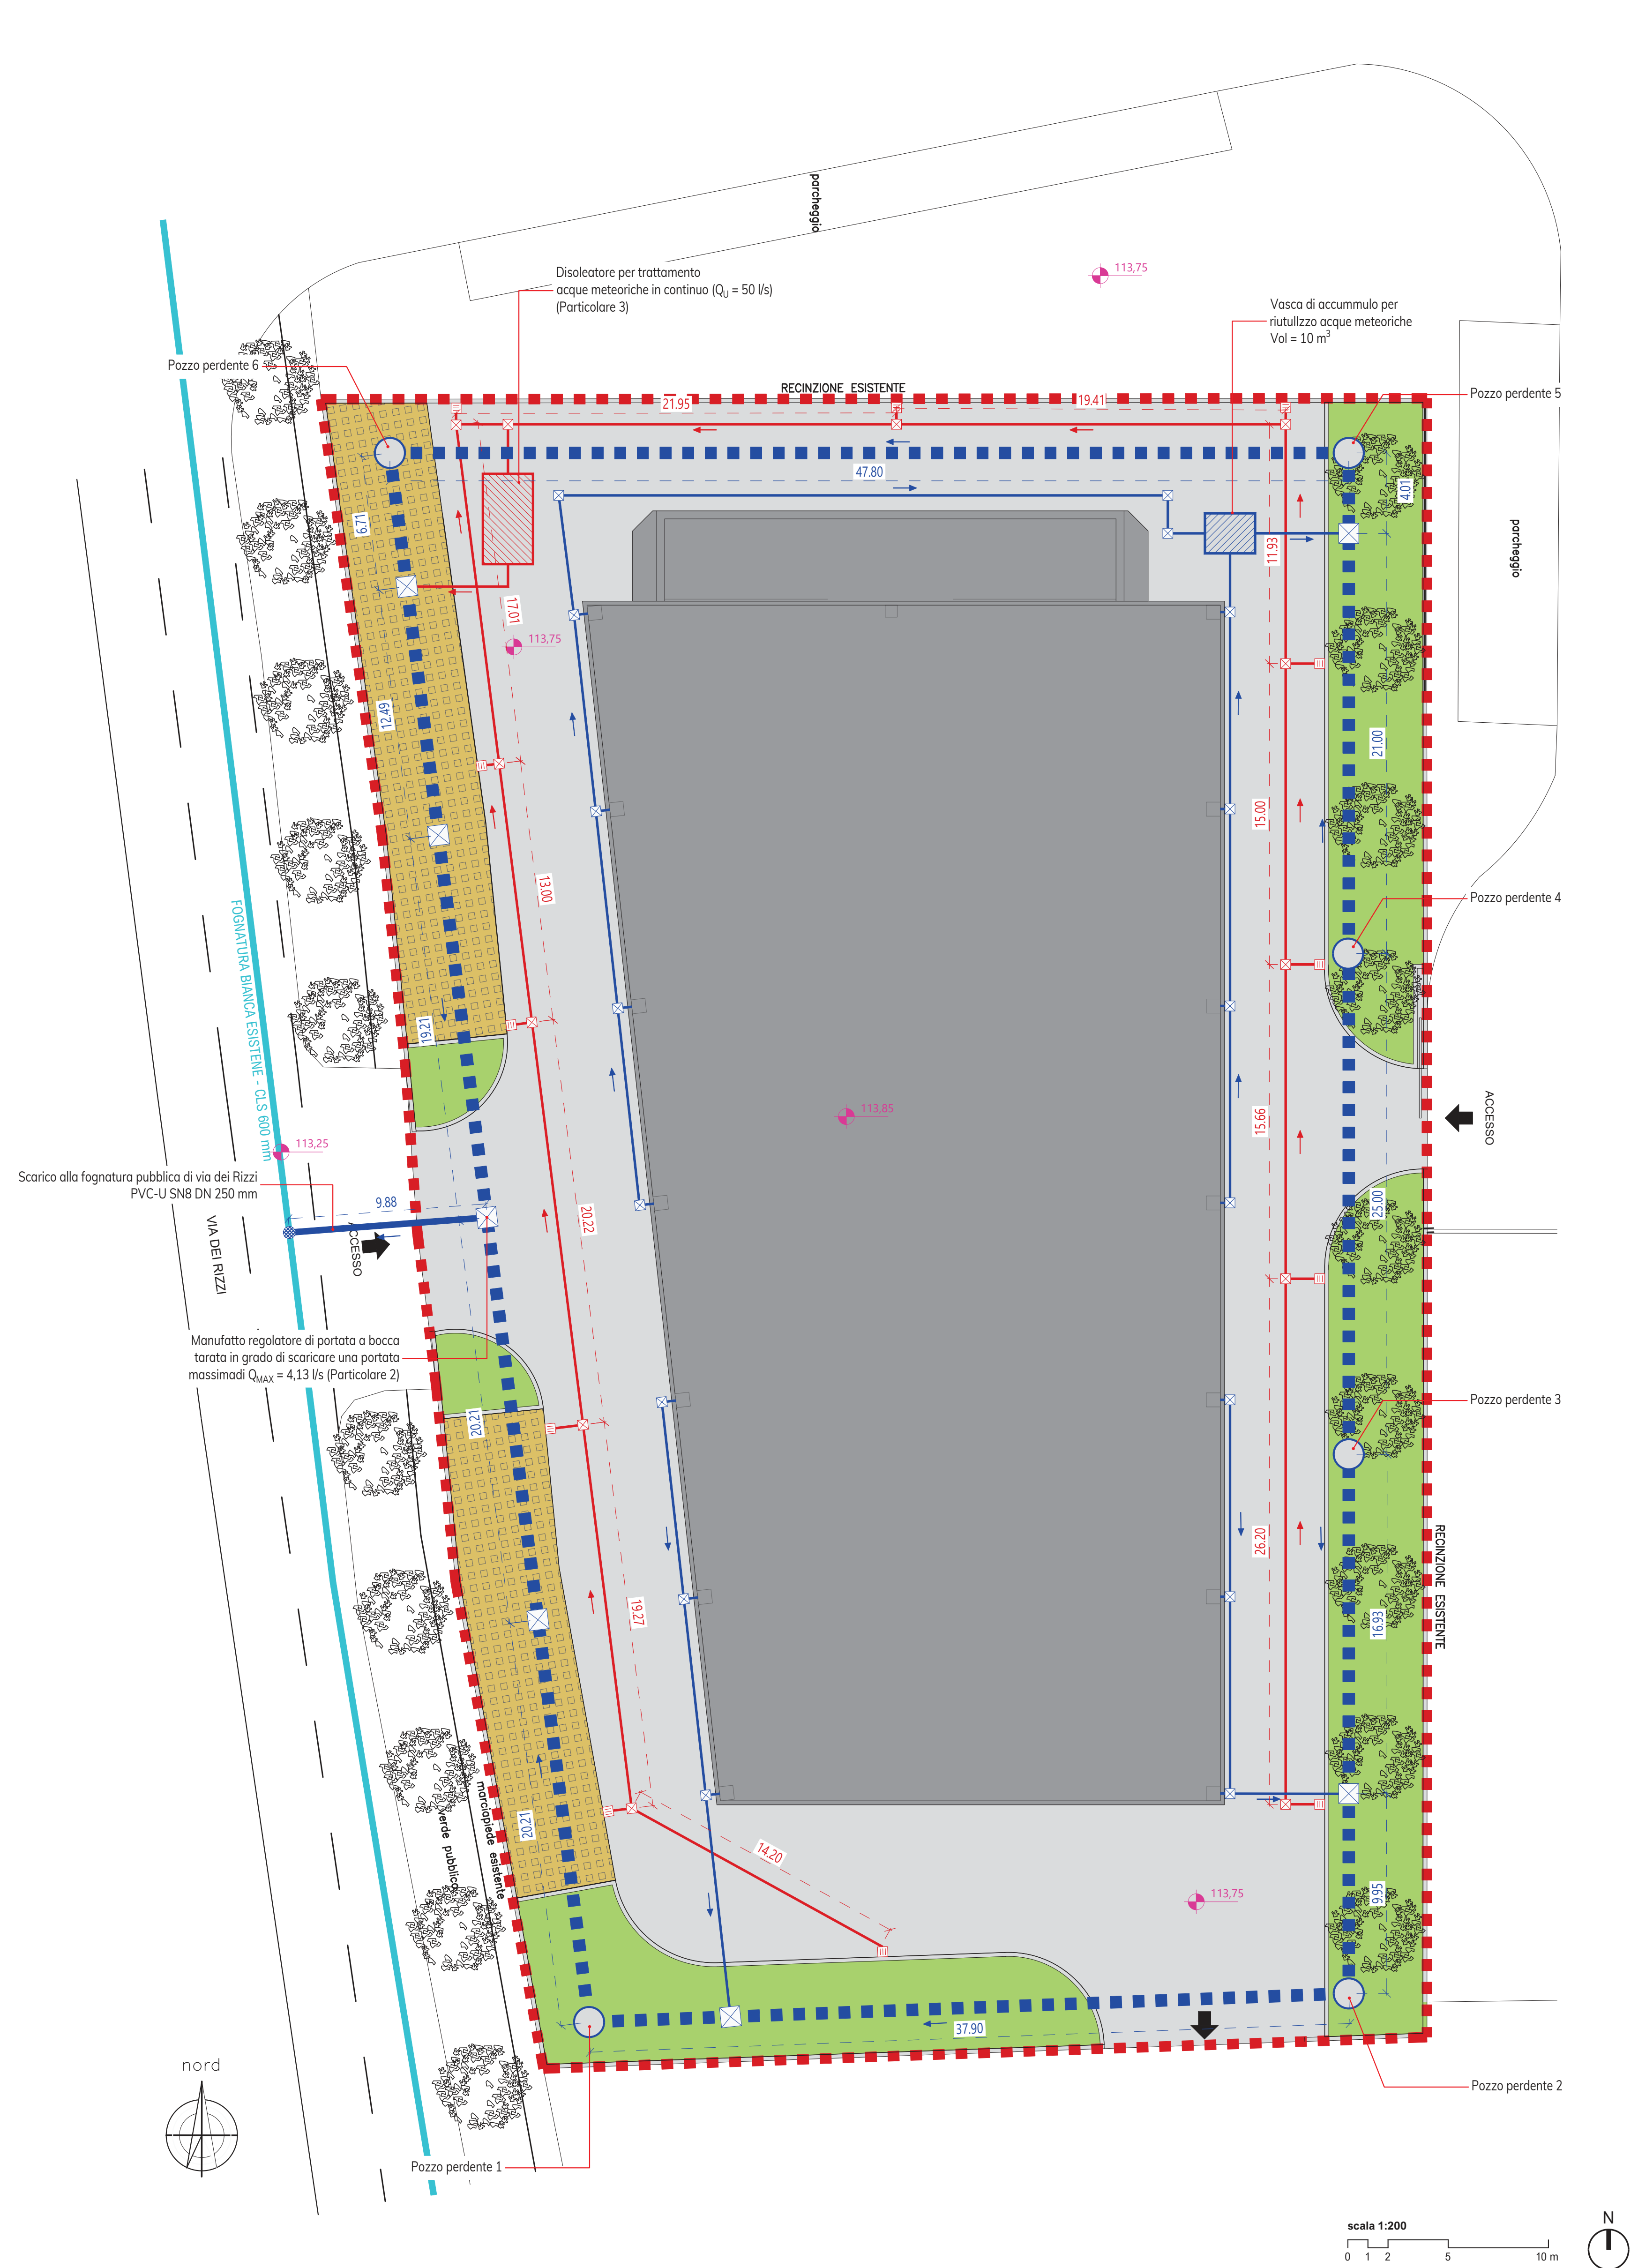 parcheggio
113,75
Disoleatore per trattamento
acque meteoriche in continuo (QU = 50 l/s)
(Particolare 3)
Vasca di accummulo per
riutullzzo acque meteoriche
Vol = 10 m3
Pozzo perdente 6
RECINZIONE ESISTENTE
Pozzo perdente 5
21.95
19.41
47.80
4.01
6.71
11.93
parcheggio
17.01
113,75
12.49
21.00
15.00
13.00
Pozzo perdente 4
FOGNATURA BIANCA ESISTENE - CLS 600 mm
19.21
113,85
15.66
ACCESSO
113,25
Scarico alla fognatura pubblica di via dei Rizzi
PVC-U SN8 DN 250 mm
9.88
20.22
25.00
VIA DEI RIZZI
ACCESSO
Manufatto regolatore di portata a bocca
tarata in grado di scaricare una portata
massimadi QMAX = 4,13 l/s (Particolare 2)
Pozzo perdente 3
20.21
26.20
RECINZIONE ESISTENTE
19.27
16.93
20.21
marciapiede esistente
verde pubblico
14.20
113,75
9.95
37.90
nord
Pozzo perdente 2
Pozzo perdente 1
scala 1:200
0 1 2 5 10 m
N